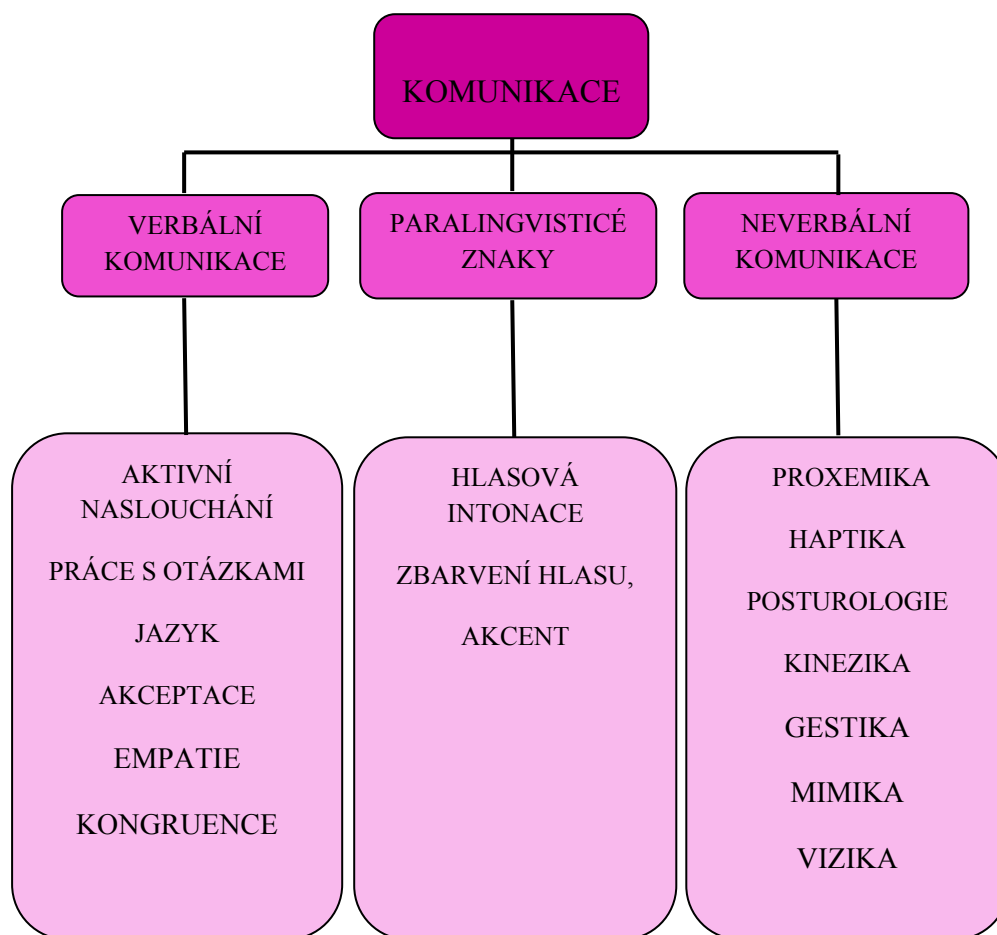 KOMUNIKACE
VERBÁLNÍ
KOMUNIKACE
PARALINGVISTICÉ
ZNAKY
NEVERBÁLNÍ
KOMUNIKACE
AKTIVNÍ
NASLOUCHÁNÍ
PRÁCE S OTÁZKAMI
JAZYK
AKCEPTACE
EMPATIE
KONGRUENCE
HLASOVÁ
INTONACE
ZBARVENÍ HLASU,
AKCENT
PROXEMIKA
HAPTIKA
POSTUROLOGIE
KINEZIKA
GESTIKA
MIMIKA
VIZIKA